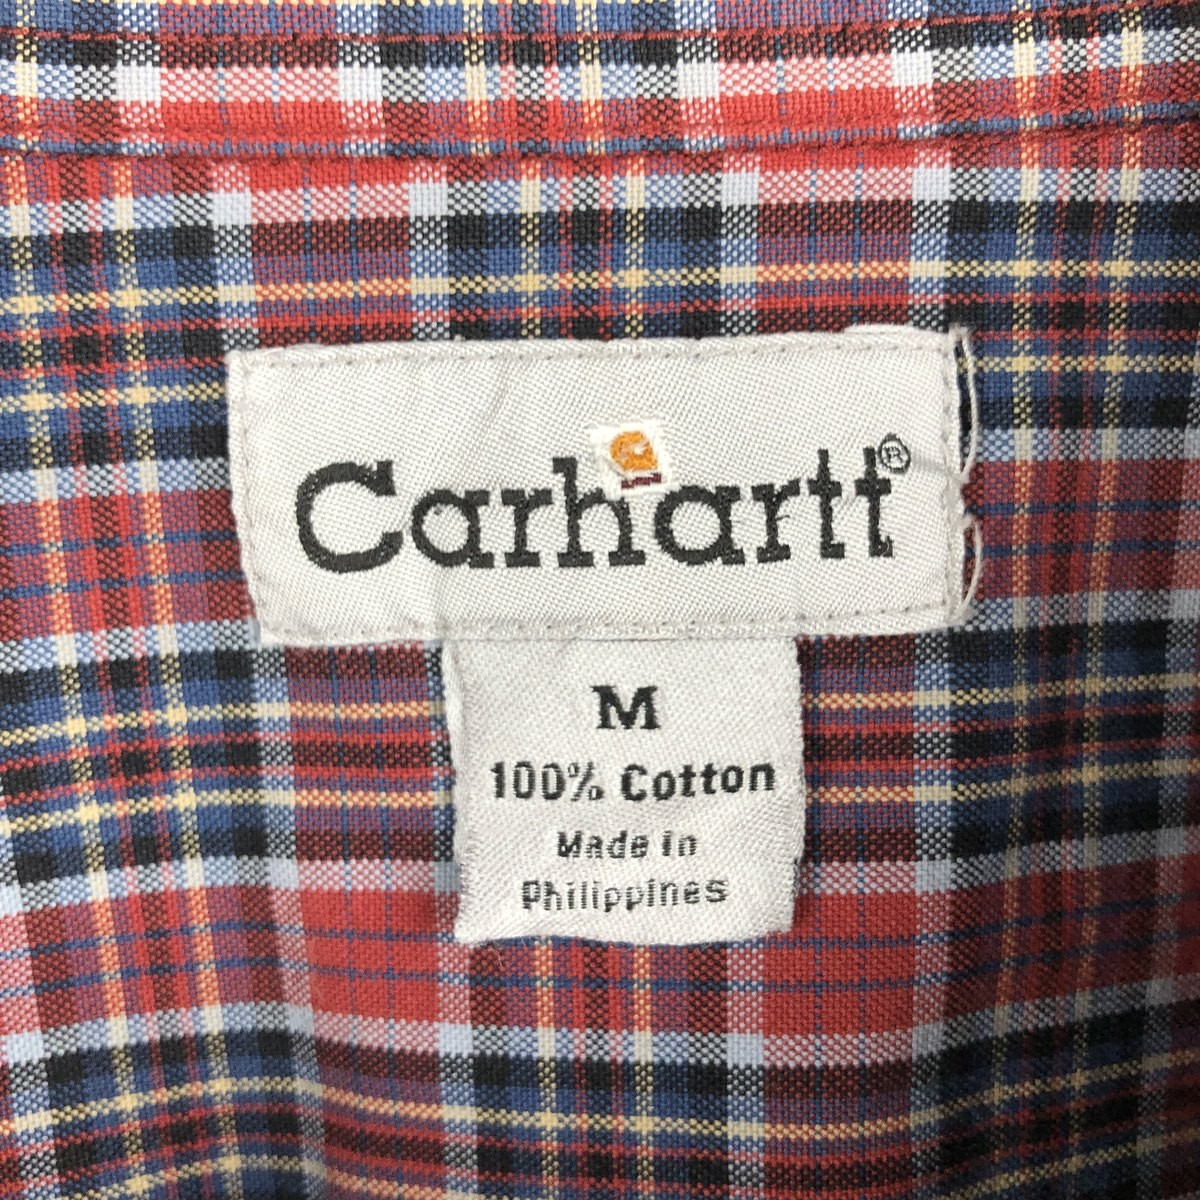 Carhartt®
M
100% Cotton
Made in
Philippines